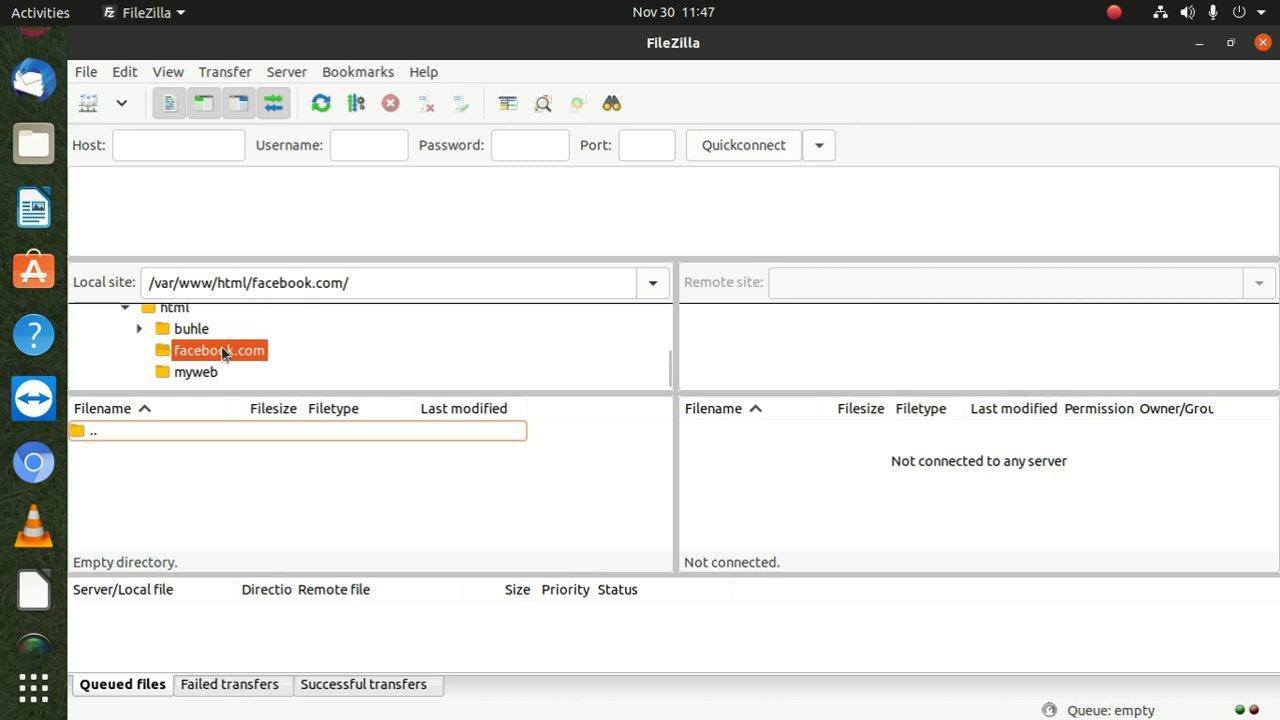 Activities FileZilla Nov 30 11:47
FileZilla
File Edit View Transfer Server Bookmarks Help
Host: Username: Password: Port: Quickconnect
Local site: /var/www/html/facebook.com/ Remote site:
html
buhle
facebook.com
myweb
Filename Filesize Filetype Last modified Filename Filesize Filetype Last modified Permission Owner/Grou
..
Not connected to any server
Empty directory. Not connected.
Server/Local file Directio Remote file Size Priority Status
Queued files Failed transfers Successful transfers
Queue: empty